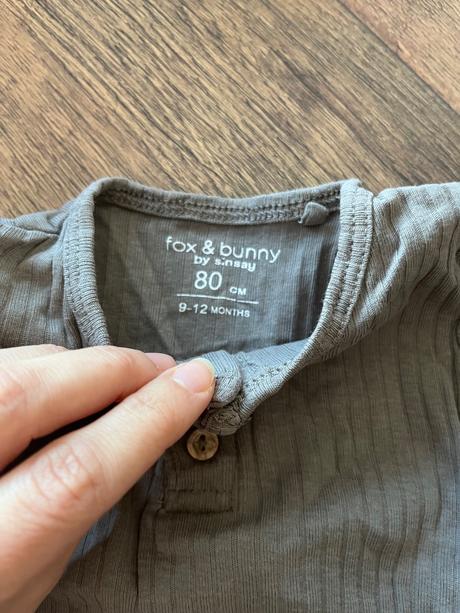 fox & bunny
by sinsay
80 CM
9-12 MONTHS